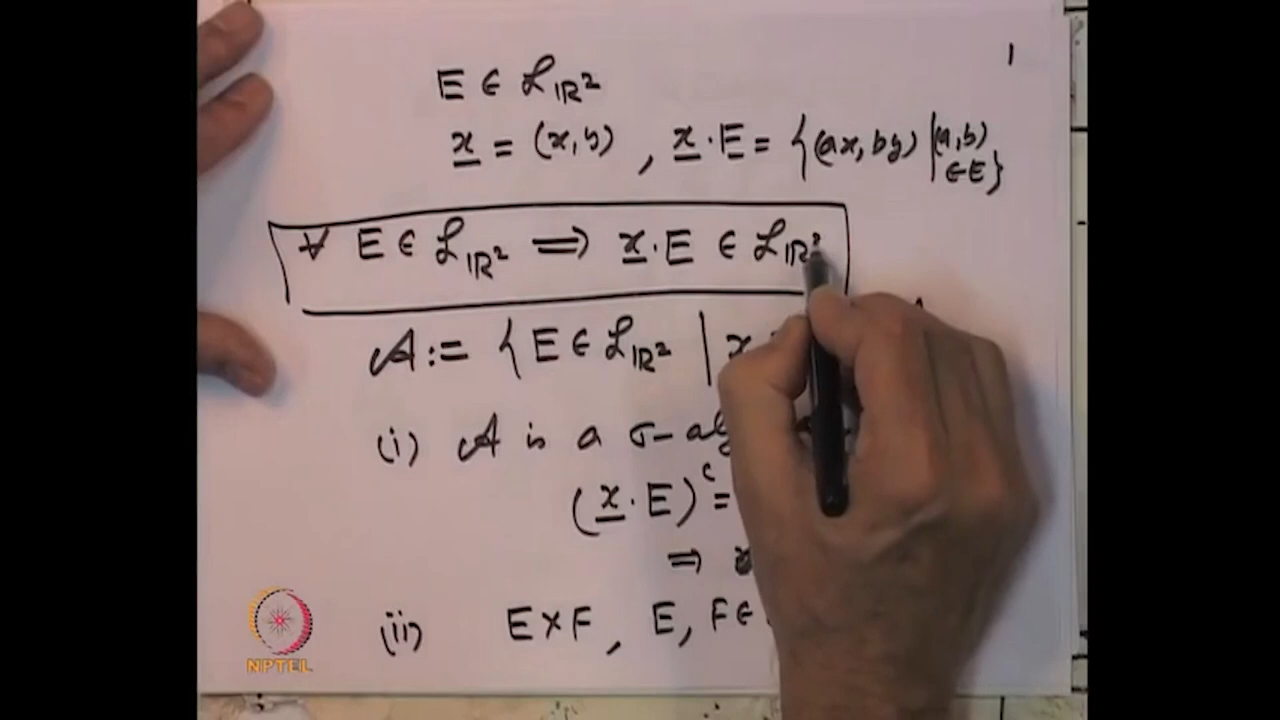 1
E ∈ ℒ_ℝ²
x = (x, y) , x · E = {(ax, by) | (a, b) ∈ E}
∀ E ∈ ℒ_ℝ² ⟹ x · E ∈ ℒ_ℝ²
𝒜 := { E ∈ ℒ_ℝ² | x
(i) 𝒜 is a σ-al
(x · E)ᶜ =
⇒
(ii) E × F , E, F ∈
NPTEL